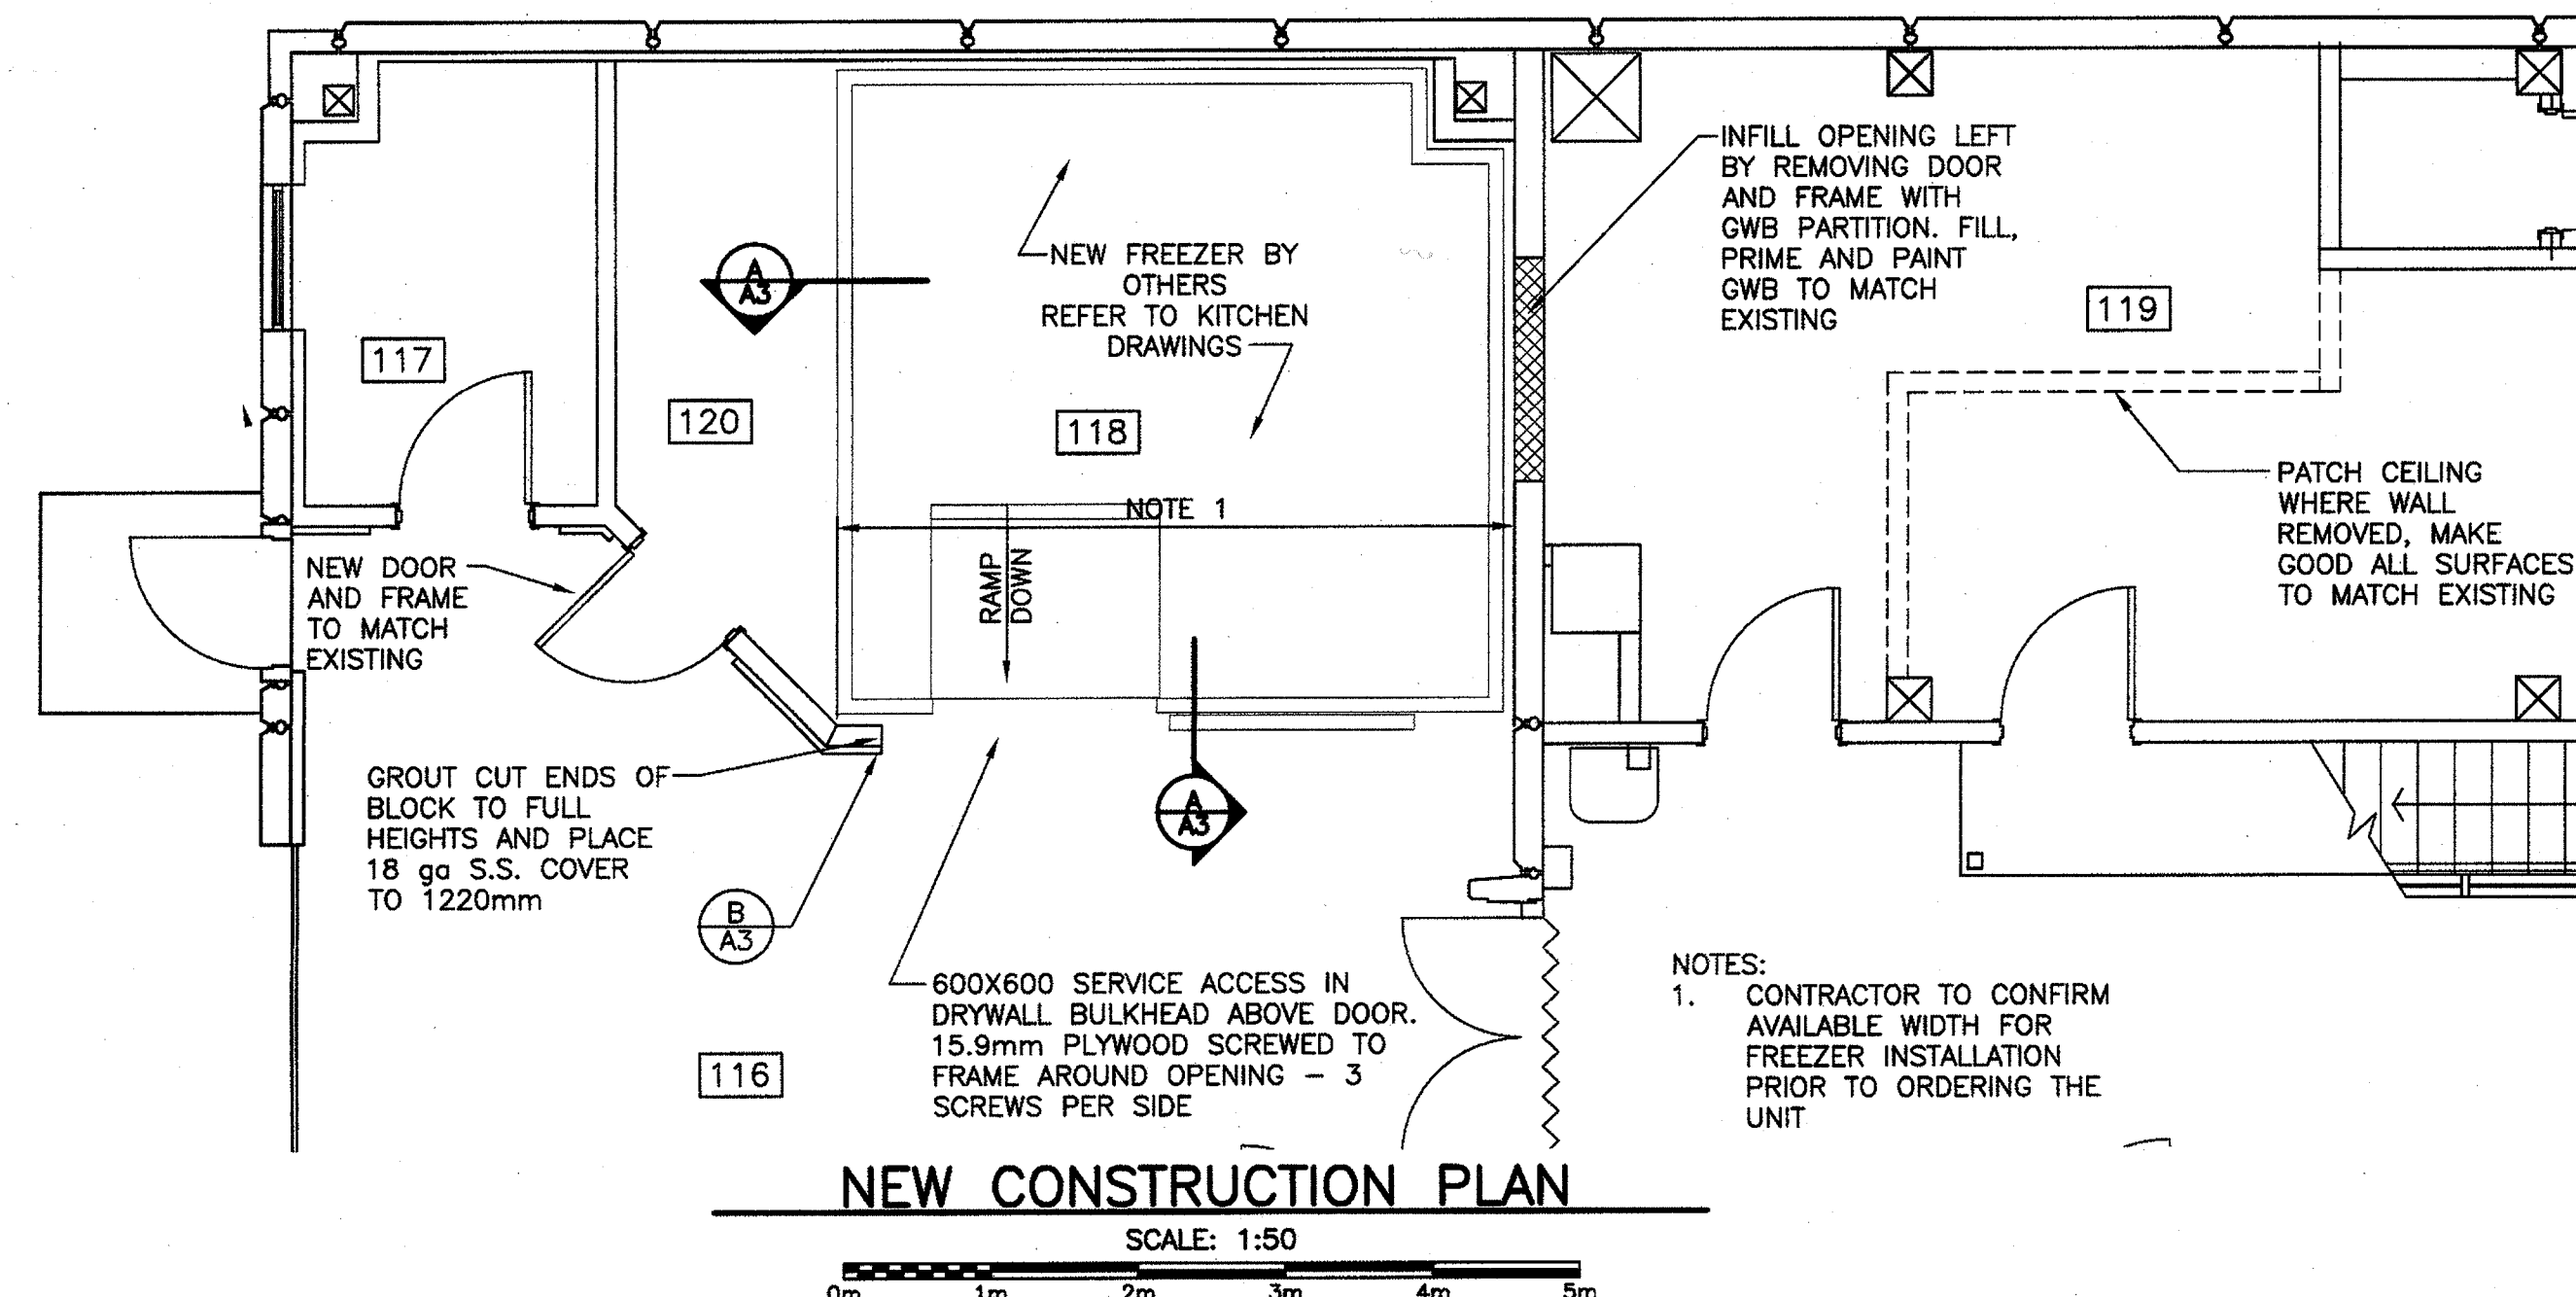 INFILL OPENING LEFT
BY REMOVING DOOR
AND FRAME WITH
GWB PARTITION. FILL,
PRIME AND PAINT
GWB TO MATCH
EXISTING
NEW FREEZER BY
OTHERS
REFER TO KITCHEN
DRAWINGS
A
A3
117
120
118
119
NOTE 1
RAMP
DOWN
PATCH CEILING
WHERE WALL
REMOVED, MAKE
GOOD ALL SURFACES
TO MATCH EXISTING
NEW DOOR
AND FRAME
TO MATCH
EXISTING
GROUT CUT ENDS OF
BLOCK TO FULL
HEIGHTS AND PLACE
18 ga S.S. COVER
TO 1220mm
A
A3
B
A3
600X600 SERVICE ACCESS IN
DRYWALL BULKHEAD ABOVE DOOR.
15.9mm PLYWOOD SCREWED TO
FRAME AROUND OPENING – 3
SCREWS PER SIDE
116
NOTES:
1. CONTRACTOR TO CONFIRM
AVAILABLE WIDTH FOR
FREEZER INSTALLATION
PRIOR TO ORDERING THE
UNIT
NEW CONSTRUCTION PLAN
SCALE: 1:50
0m 1m 2m 3m 4m 5m